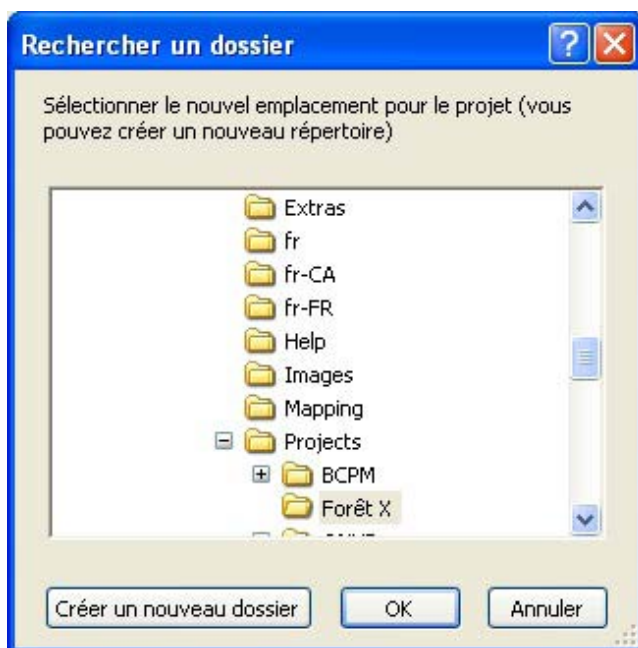 Rechercher un dossier
Sélectionner le nouvel emplacement pour le projet (vous
pouvez créer un nouveau répertoire)
Extras
fr
fr-CA
fr-FR
Help
Images
Mapping
Projects
BCPM
Forêt X
Créer un nouveau dossier
OK
Annuler